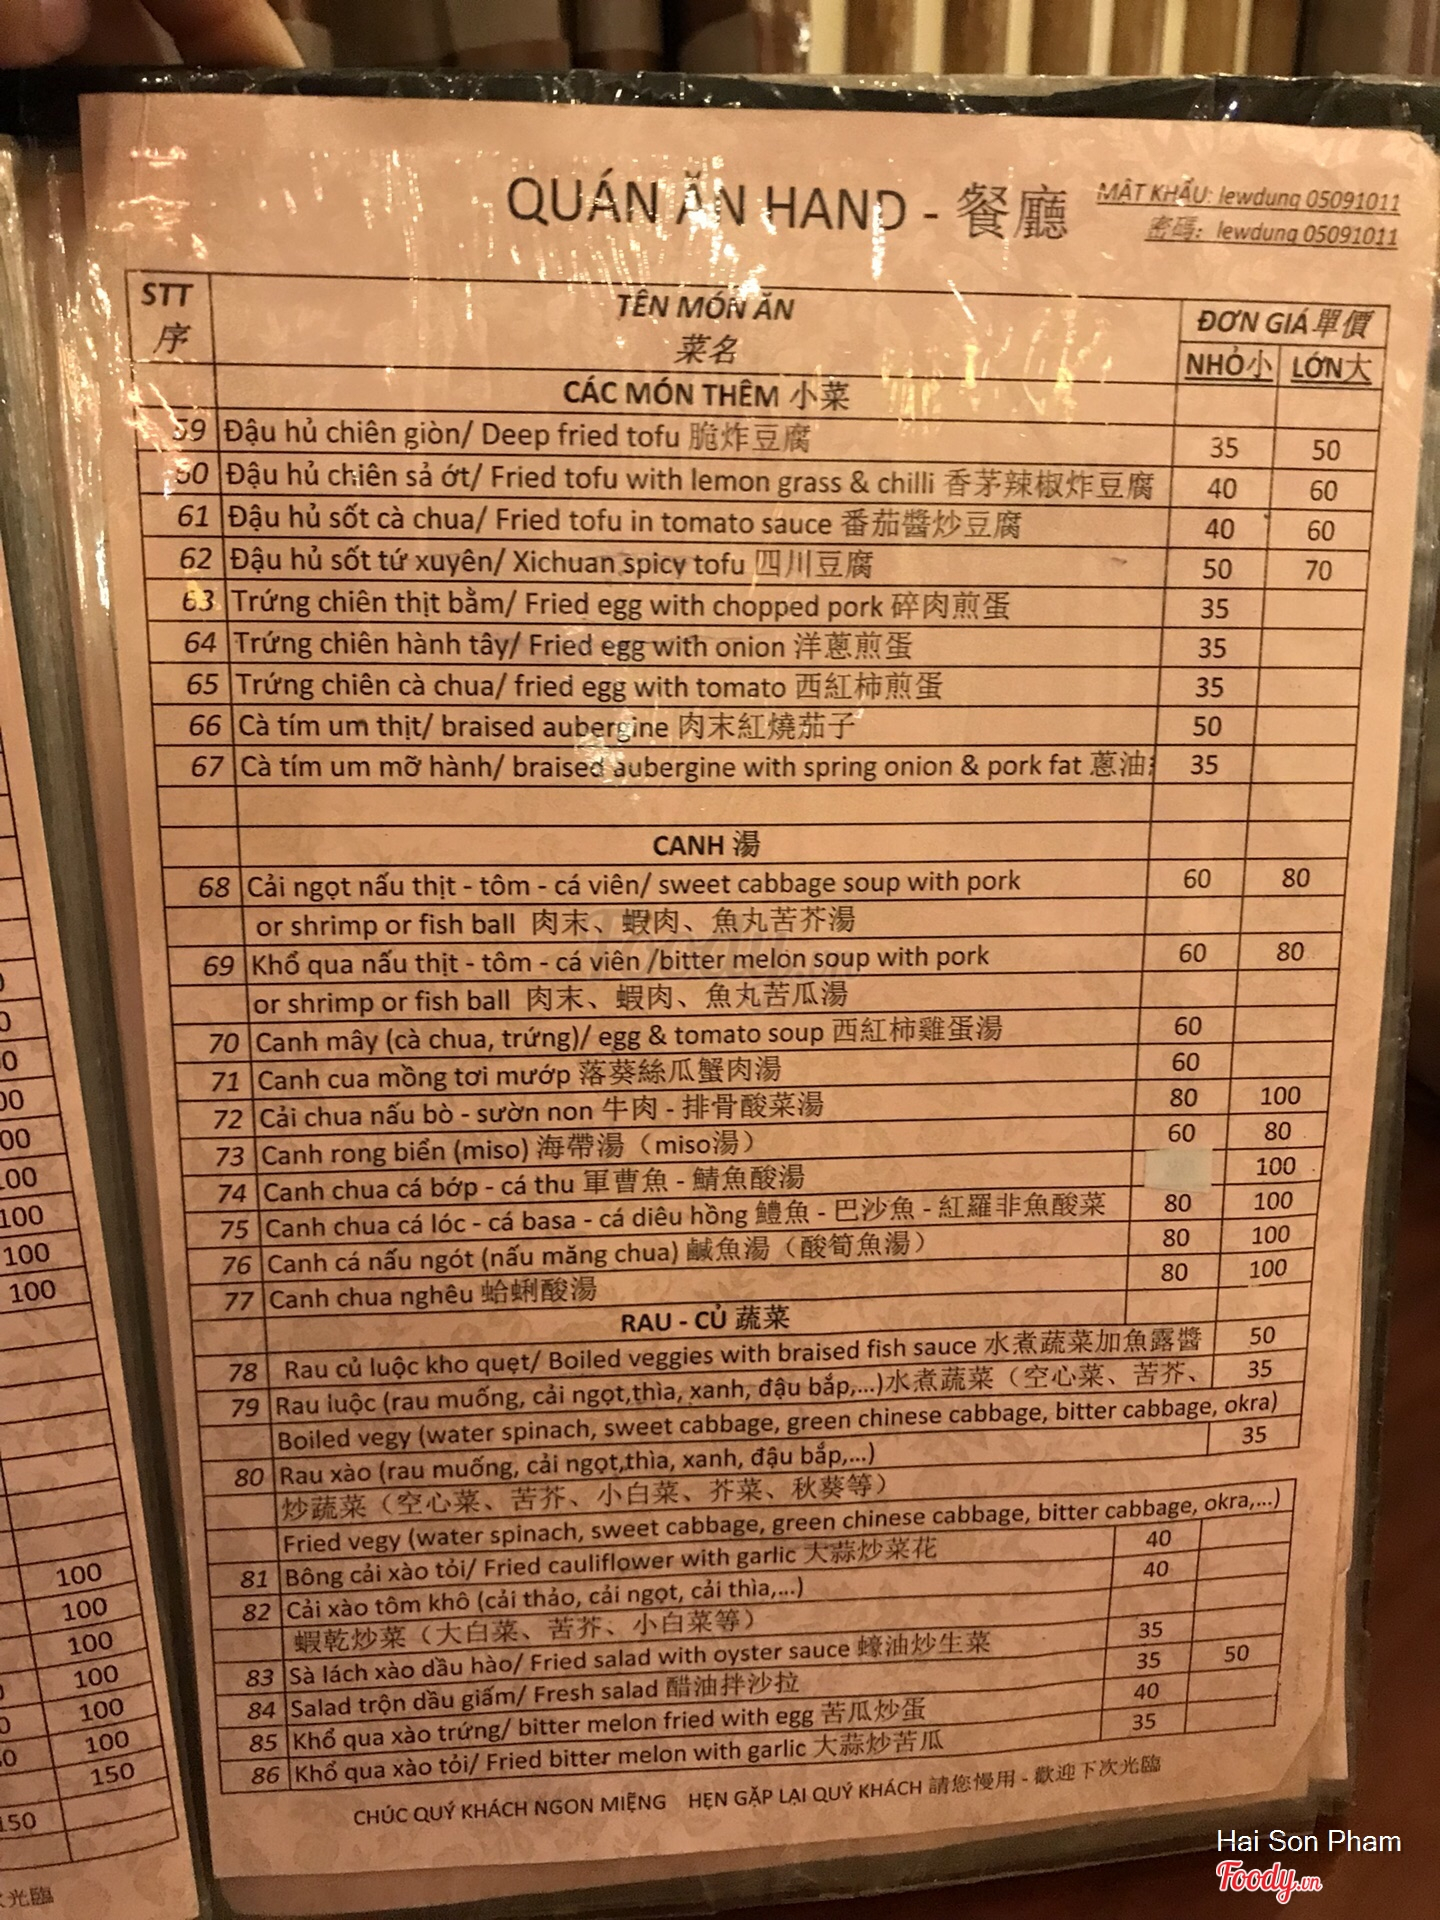 QUÁN ĂN HAND - 餐廳
MẬT KHẨU: lewdung 05091011
密碼: lewdung 05091011
STT 序 TÊN MÓN ĂN 菜名 ĐƠN GIÁ 單價
NHỎ小 LỚN大
CÁC MÓN THÊM 小菜
59 Đậu hủ chiên giòn/ Deep fried tofu 脆炸豆腐 35 50
60 Đậu hủ chiên sả ớt/ Fried tofu with lemon grass & chilli 香茅辣椒炸豆腐 40 60
61 Đậu hủ sốt cà chua/ Fried tofu in tomato sauce 番茄醬炒豆腐 40 60
62 Đậu hủ sốt tứ xuyên/ Xichuan spicy tofu 四川豆腐 50 70
63 Trứng chiên thịt bằm/ Fried egg with chopped pork 碎肉煎蛋 35
64 Trứng chiên hành tây/ Fried egg with onion 洋蔥煎蛋 35
65 Trứng chiên cà chua/ fried egg with tomato 西紅柿煎蛋 35
66 Cà tím um thịt/ braised aubergine 肉末紅燒茄子 50
67 Cà tím um mỡ hành/ braised aubergine with spring onion & pork fat 蔥油 35
CANH 湯
68 Cải ngọt nấu thịt - tôm - cá viên/ sweet cabbage soup with pork 60 80
or shrimp or fish ball 肉末、蝦肉、魚丸苦芥湯
69 Khổ qua nấu thịt - tôm - cá viên /bitter melon soup with pork 60 80
or shrimp or fish ball 肉末、蝦肉、魚丸苦瓜湯
70 Canh mây (cà chua, trứng)/ egg & tomato soup 西紅柿雞蛋湯 60
71 Canh cua mồng tơi mướp 落葵絲瓜蟹肉湯 60
72 Cải chua nấu bò - sườn non 牛肉 - 排骨酸菜湯 80 100
73 Canh rong biển (miso) 海帶湯（miso湯） 60 80
74 Canh chua cá bớp - cá thu 軍曹魚 - 鯖魚酸湯 100
75 Canh chua cá lóc - cá basa - cá diêu hồng 鱧魚 - 巴沙魚 - 紅羅非魚酸菜 80 100
76 Canh cá nấu ngót (nấu măng chua) 鹹魚湯（酸筍魚湯） 80 100
77 Canh chua nghêu 蛤蜊酸湯 80 100
RAU - CỦ 蔬菜
78 Rau củ luộc kho quẹt/ Boiled veggies with braised fish sauce 水煮蔬菜加魚露醬 50
79 Rau luộc (rau muống, cải ngọt,thìa, xanh, đậu bắp,...)水煮蔬菜（空心菜、苦芥、 35
Boiled vegy (water spinach, sweet cabbage, green chinese cabbage, bitter cabbage, okra)
80 Rau xào (rau muống, cải ngọt,thìa, xanh, đậu bắp,...) 35
炒蔬菜（空心菜、苦芥、小白菜、芥菜、秋葵等）
Fried vegy (water spinach, sweet cabbage, green chinese cabbage, bitter cabbage, okra,...)
81 Bông cải xào tỏi/ Fried cauliflower with garlic 大蒜炒菜花 40
82 Cải xào tôm khô (cải thảo, cải ngọt, cải thìa,...) 40
蝦乾炒菜（大白菜、苦芥、小白菜等）
83 Sà lách xào dầu hào/ Fried salad with oyster sauce 蠔油炒生菜 35
84 Salad trộn dầu giấm/ Fresh salad 醋油拌沙拉 35 50
85 Khổ qua xào trứng/ bitter melon fried with egg 苦瓜炒蛋 40
86 Khổ qua xào tỏi/ Fried bitter melon with garlic 大蒜炒苦瓜 35
CHÚC QUÝ KHÁCH NGON MIỆNG HẸN GẶP LẠI QUÝ KHÁCH 請您慢用 - 歡迎下次光臨
100
100
100
100
100
100
100
100
100
100
150
150
光臨
Hai Son Pham
Foody.vn